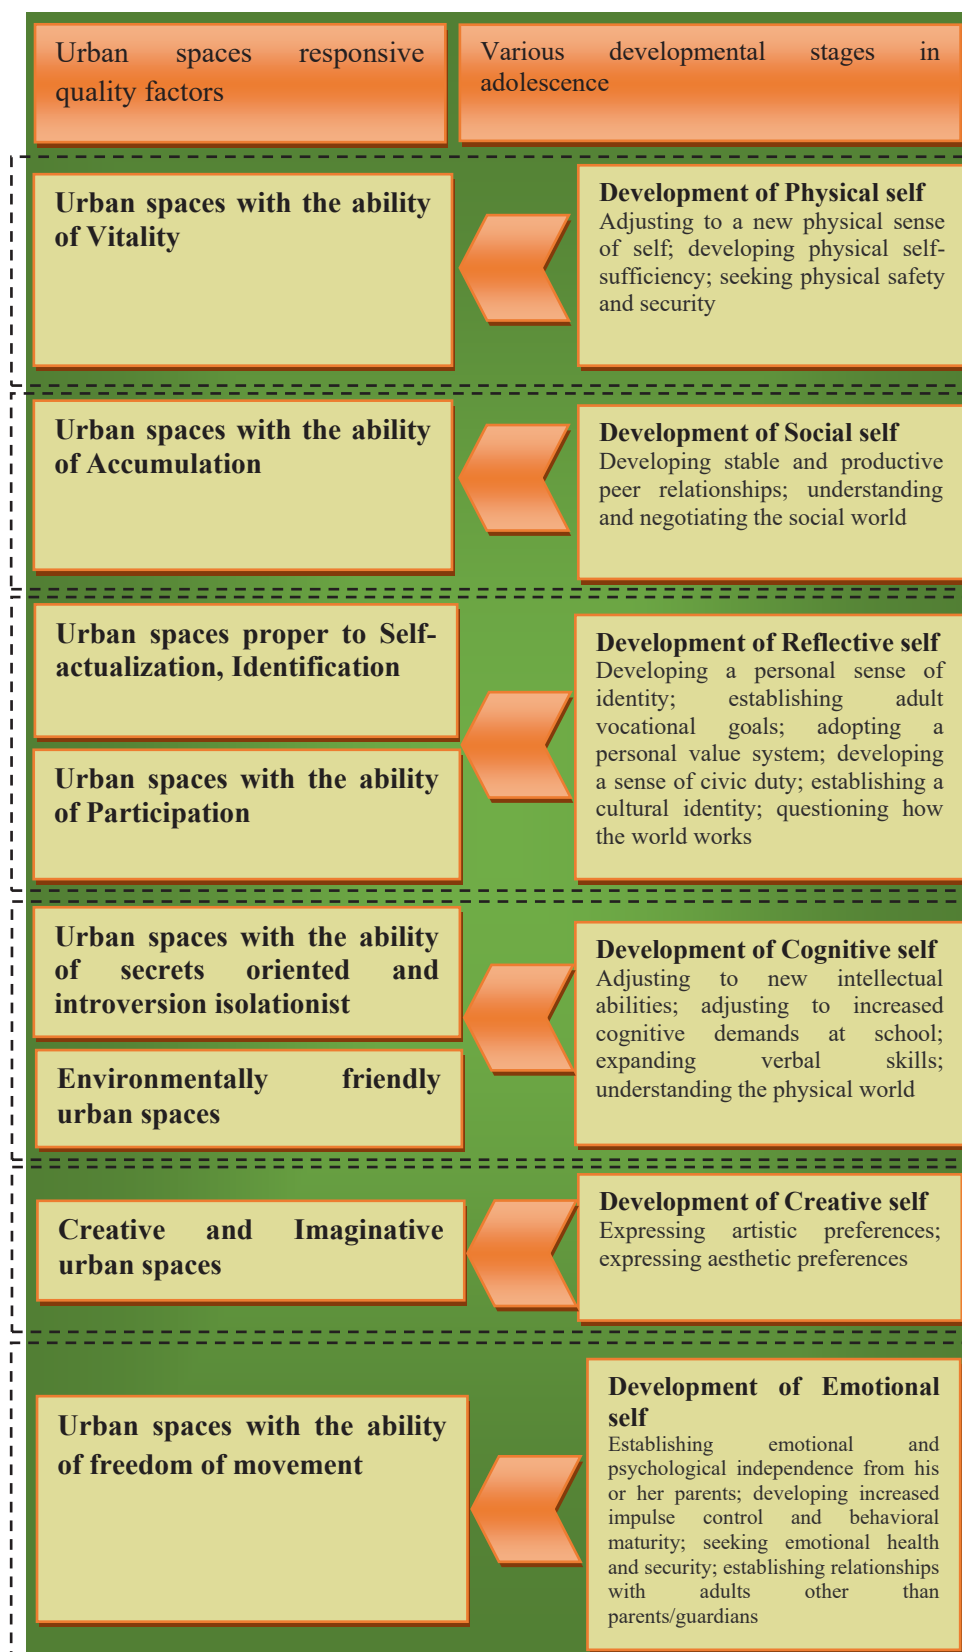 Urban spaces responsive
quality factors
Various developmental stages in
adolescence
Urban spaces with the ability
of Vitality
Development of Physical self
Adjusting to a new physical sense
of self; developing physical self-
sufficiency; seeking physical safety
and security
Urban spaces with the ability
of Accumulation
Development of Social self
Developing stable and productive
peer relationships; understanding
and negotiating the social world
Urban spaces proper to Self-
actualization, Identification
Urban spaces with the ability
of Participation
Development of Reflective self
Developing a personal sense of
identity; establishing adult
vocational goals; adopting a
personal value system; developing
a sense of civic duty; establishing a
cultural identity; questioning how
the world works
Urban spaces with the ability
of secrets oriented and
introversion isolationist
Environmentally friendly
urban spaces
Development of Cognitive self
Adjusting to new intellectual
abilities; adjusting to increased
cognitive demands at school;
expanding verbal skills;
understanding the physical world
Creative and Imaginative
urban spaces
Development of Creative self
Expressing artistic preferences;
expressing aesthetic preferences
Urban spaces with the ability
of freedom of movement
Development of Emotional
self
Establishing emotional and
psychological independence from his
or her parents; developing increased
impulse control and behavioral
maturity; seeking emotional health
and security; establishing relationships
with adults other than
parents/guardians